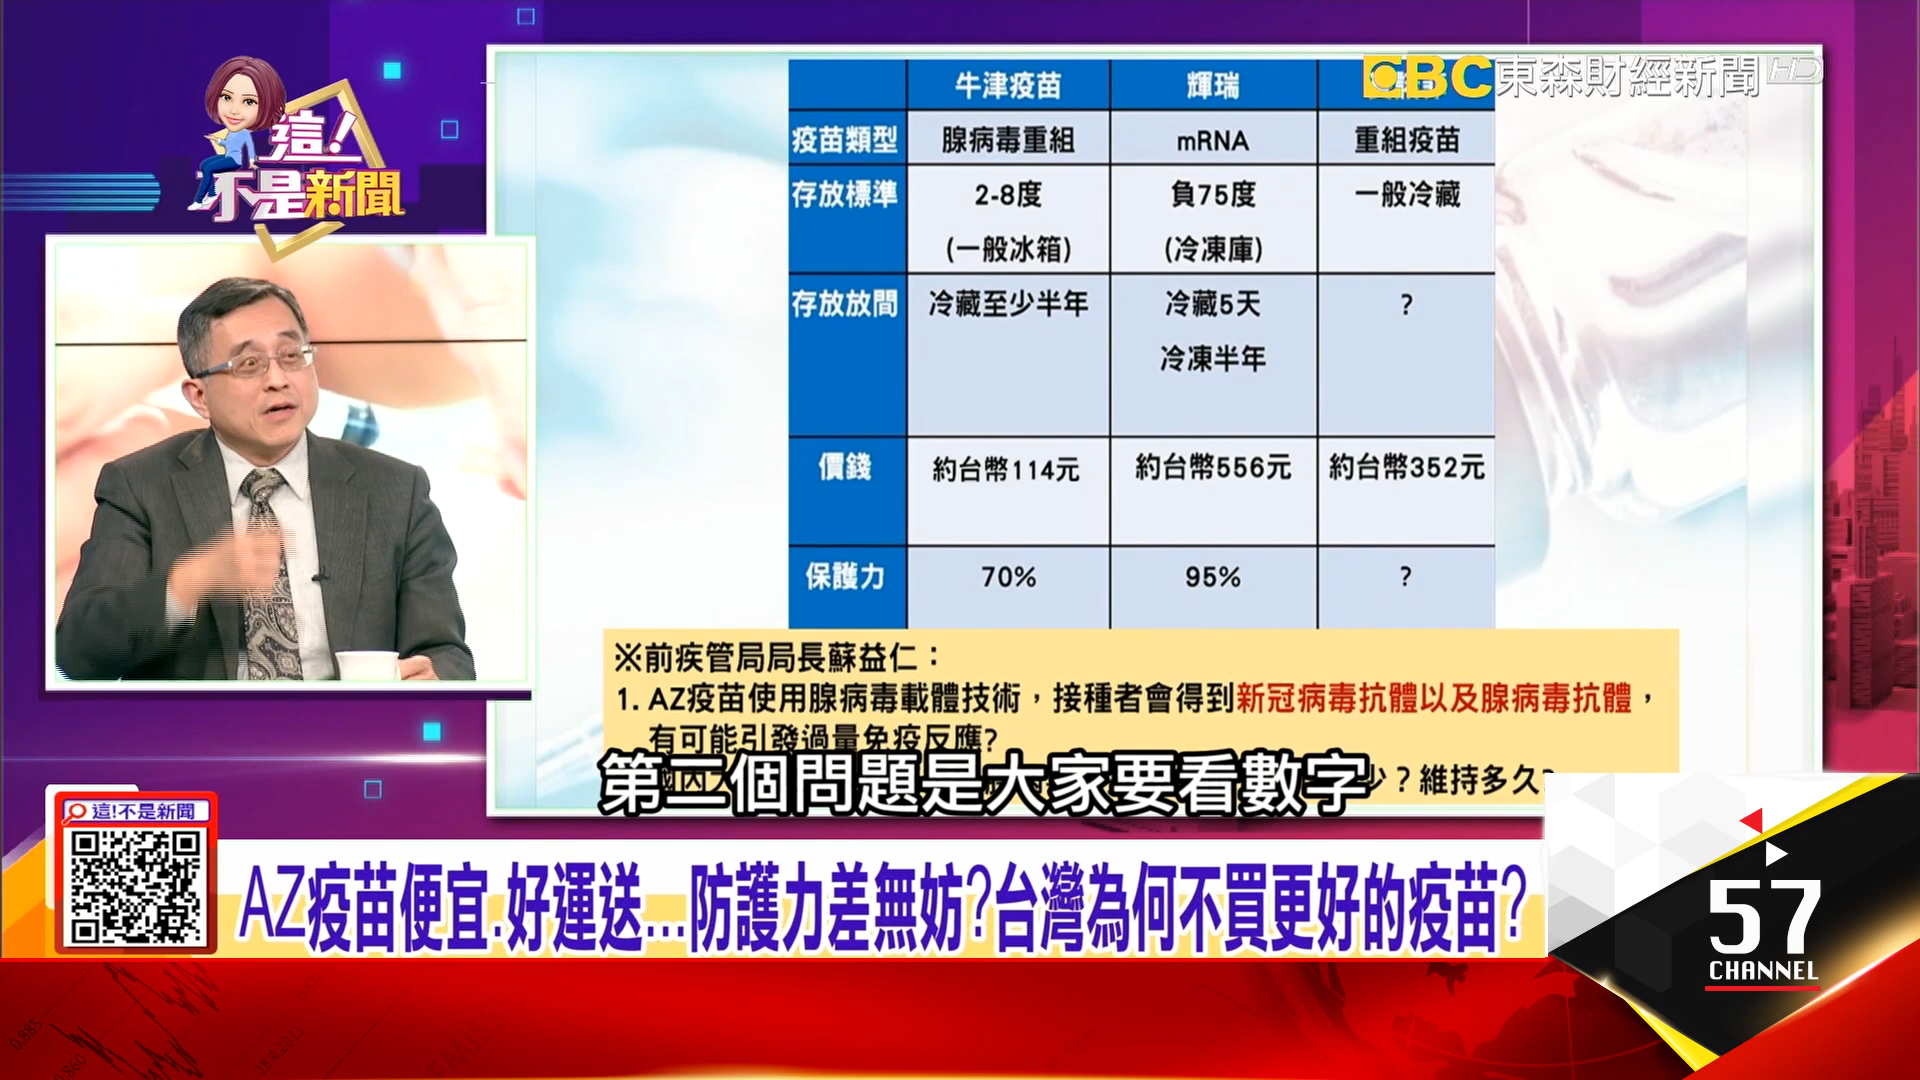 EBC 東森財經新聞 HD
這!
不是新聞
牛津疫苗 輝瑞
疫苗類型 腺病毒重組 mRNA 重組疫苗
存放標準 2-8度 負75度 一般冷藏
(一般冰箱) (冷凍庫)
存放放間 冷藏至少半年 冷藏5天 ?
冷凍半年
價錢 約台幣114元 約台幣556元 約台幣352元
保護力 70% 95% ?
※前疾管局局長蘇益仁：
1. AZ疫苗使用腺病毒載體技術，接種者會得到新冠病毒抗體以及腺病毒抗體，
有可能引發過量免疫反應?
少？維持多久?
第二個問題是大家要看數字
這!不是新聞
AZ疫苗便宜.好運送...防護力差無妨?台灣為何不買更好的疫苗?
57
CHANNEL